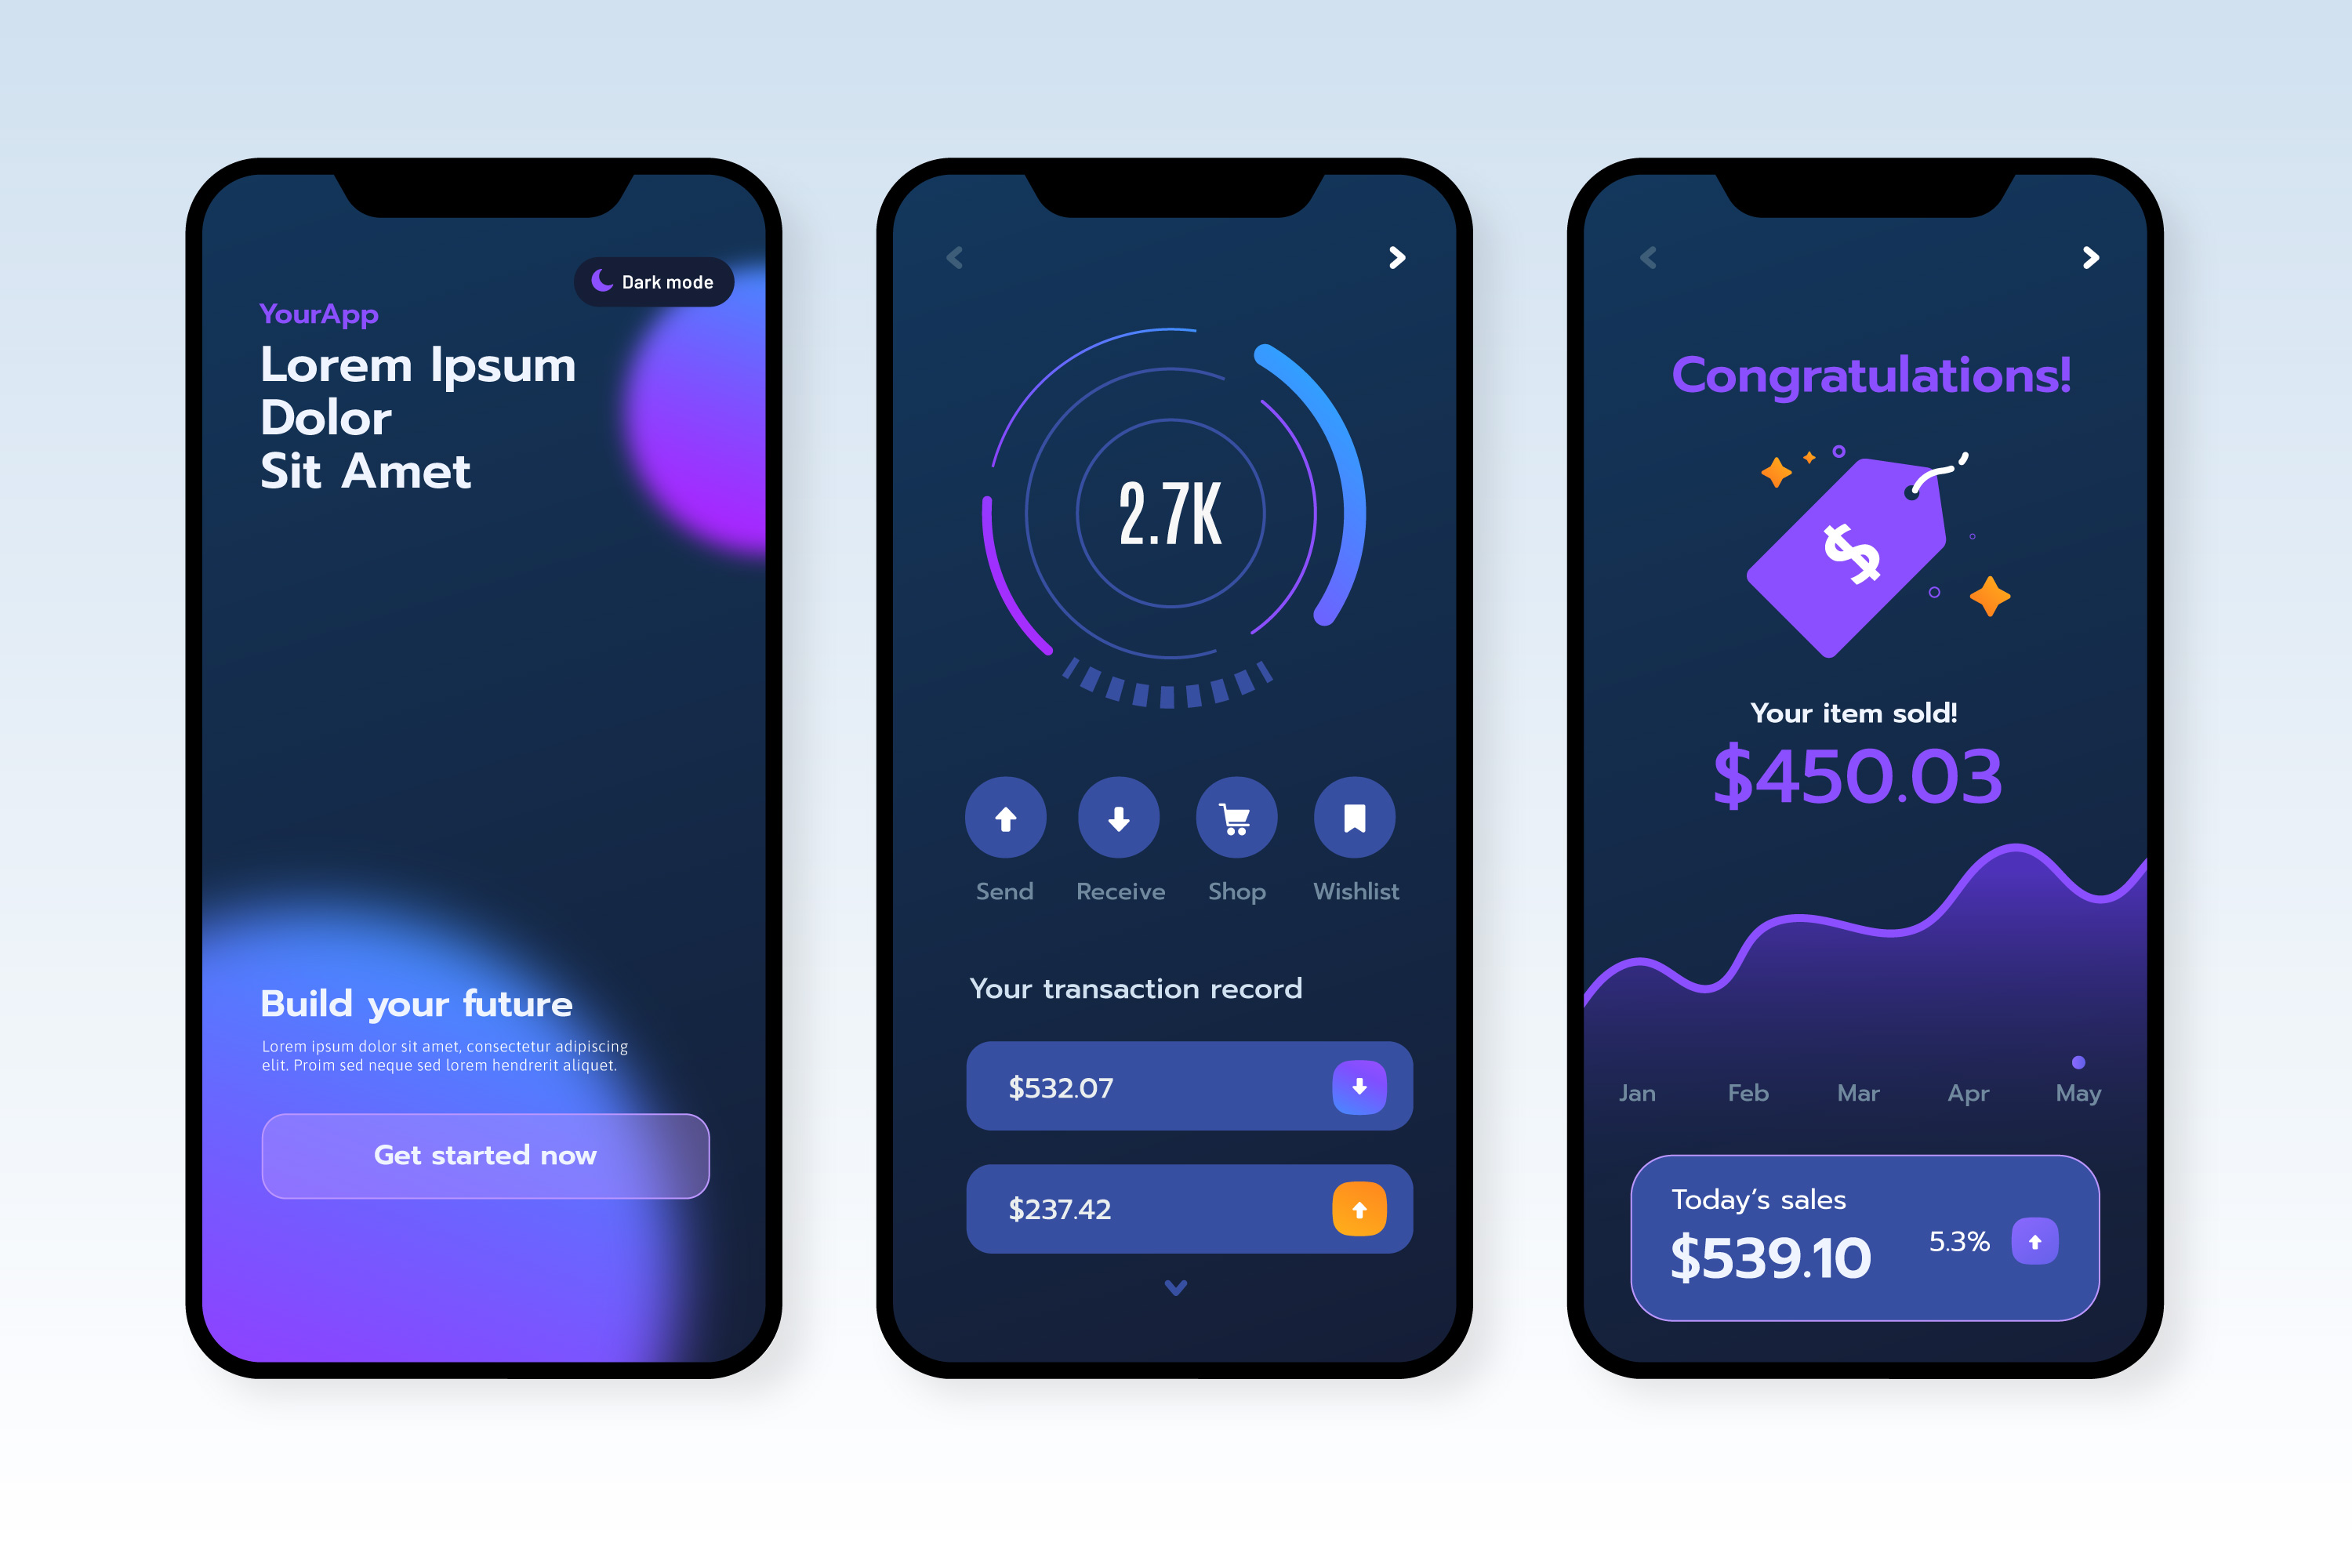 Dark mode
YourApp
Lorem Ipsum
Dolor
Sit Amet
Build your future
Lorem ipsum dolor sit amet, consectetur adipiscing
elit. Proim sed neque sed lorem hendrerit aliquet.
Get started now
2.7K
Send Receive Shop Wishlist
Your transaction record
$532.07
$237.42
Congratulations!
$
Your item sold!
$450.03
Jan Feb Mar Apr May
Today's sales
$539.10
5.3%